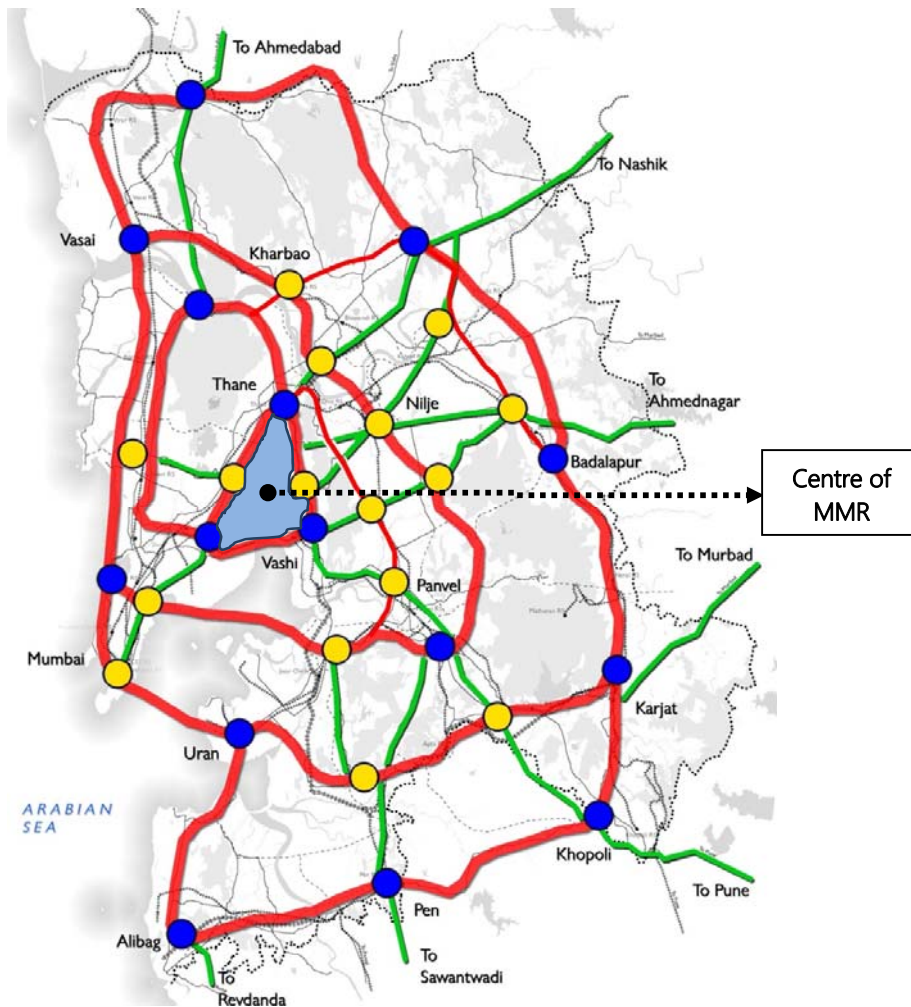 To Ahmedabad
To Nashik
Vasai
Kharbao
Thane
Nilje
To
Ahmednagar
Badalapur
Centre of
MMR
Vashi
Panvel
To Murbad
Mumbai
Karjat
Uran
ARABIAN
SEA
Khopoli
To Pune
Pen
Alibag
To
Revdanda
To
Sawantwadi